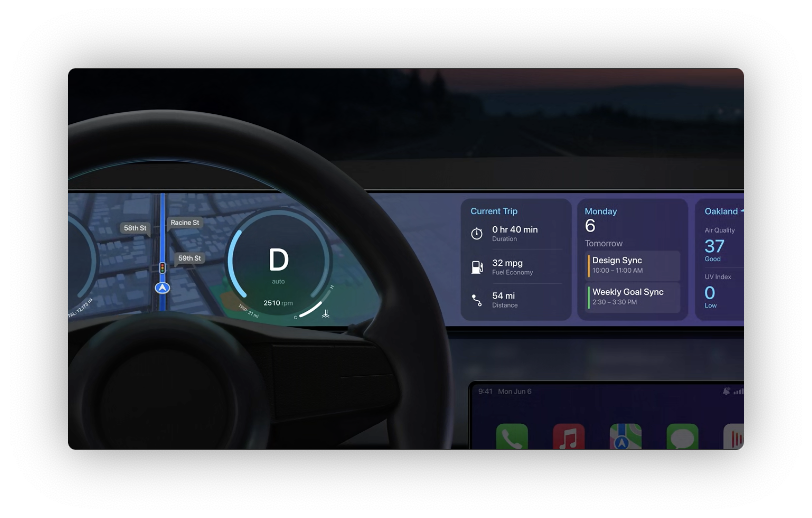 58th St
Racine St
59th St
D
auto
2510 rpm
C
H
Current Trip
0 hr 40 min
Duration
32 mpg
Fuel Economy
54 mi
Distance
Monday
6
Tomorrow
Design Sync
10:00 – 11:00 AM
Weekly Goal Sync
2:30 – 3:30 PM
Oakland
Air Quality
37
Good
UV Index
0
Low
9:41 Mon Jun 6